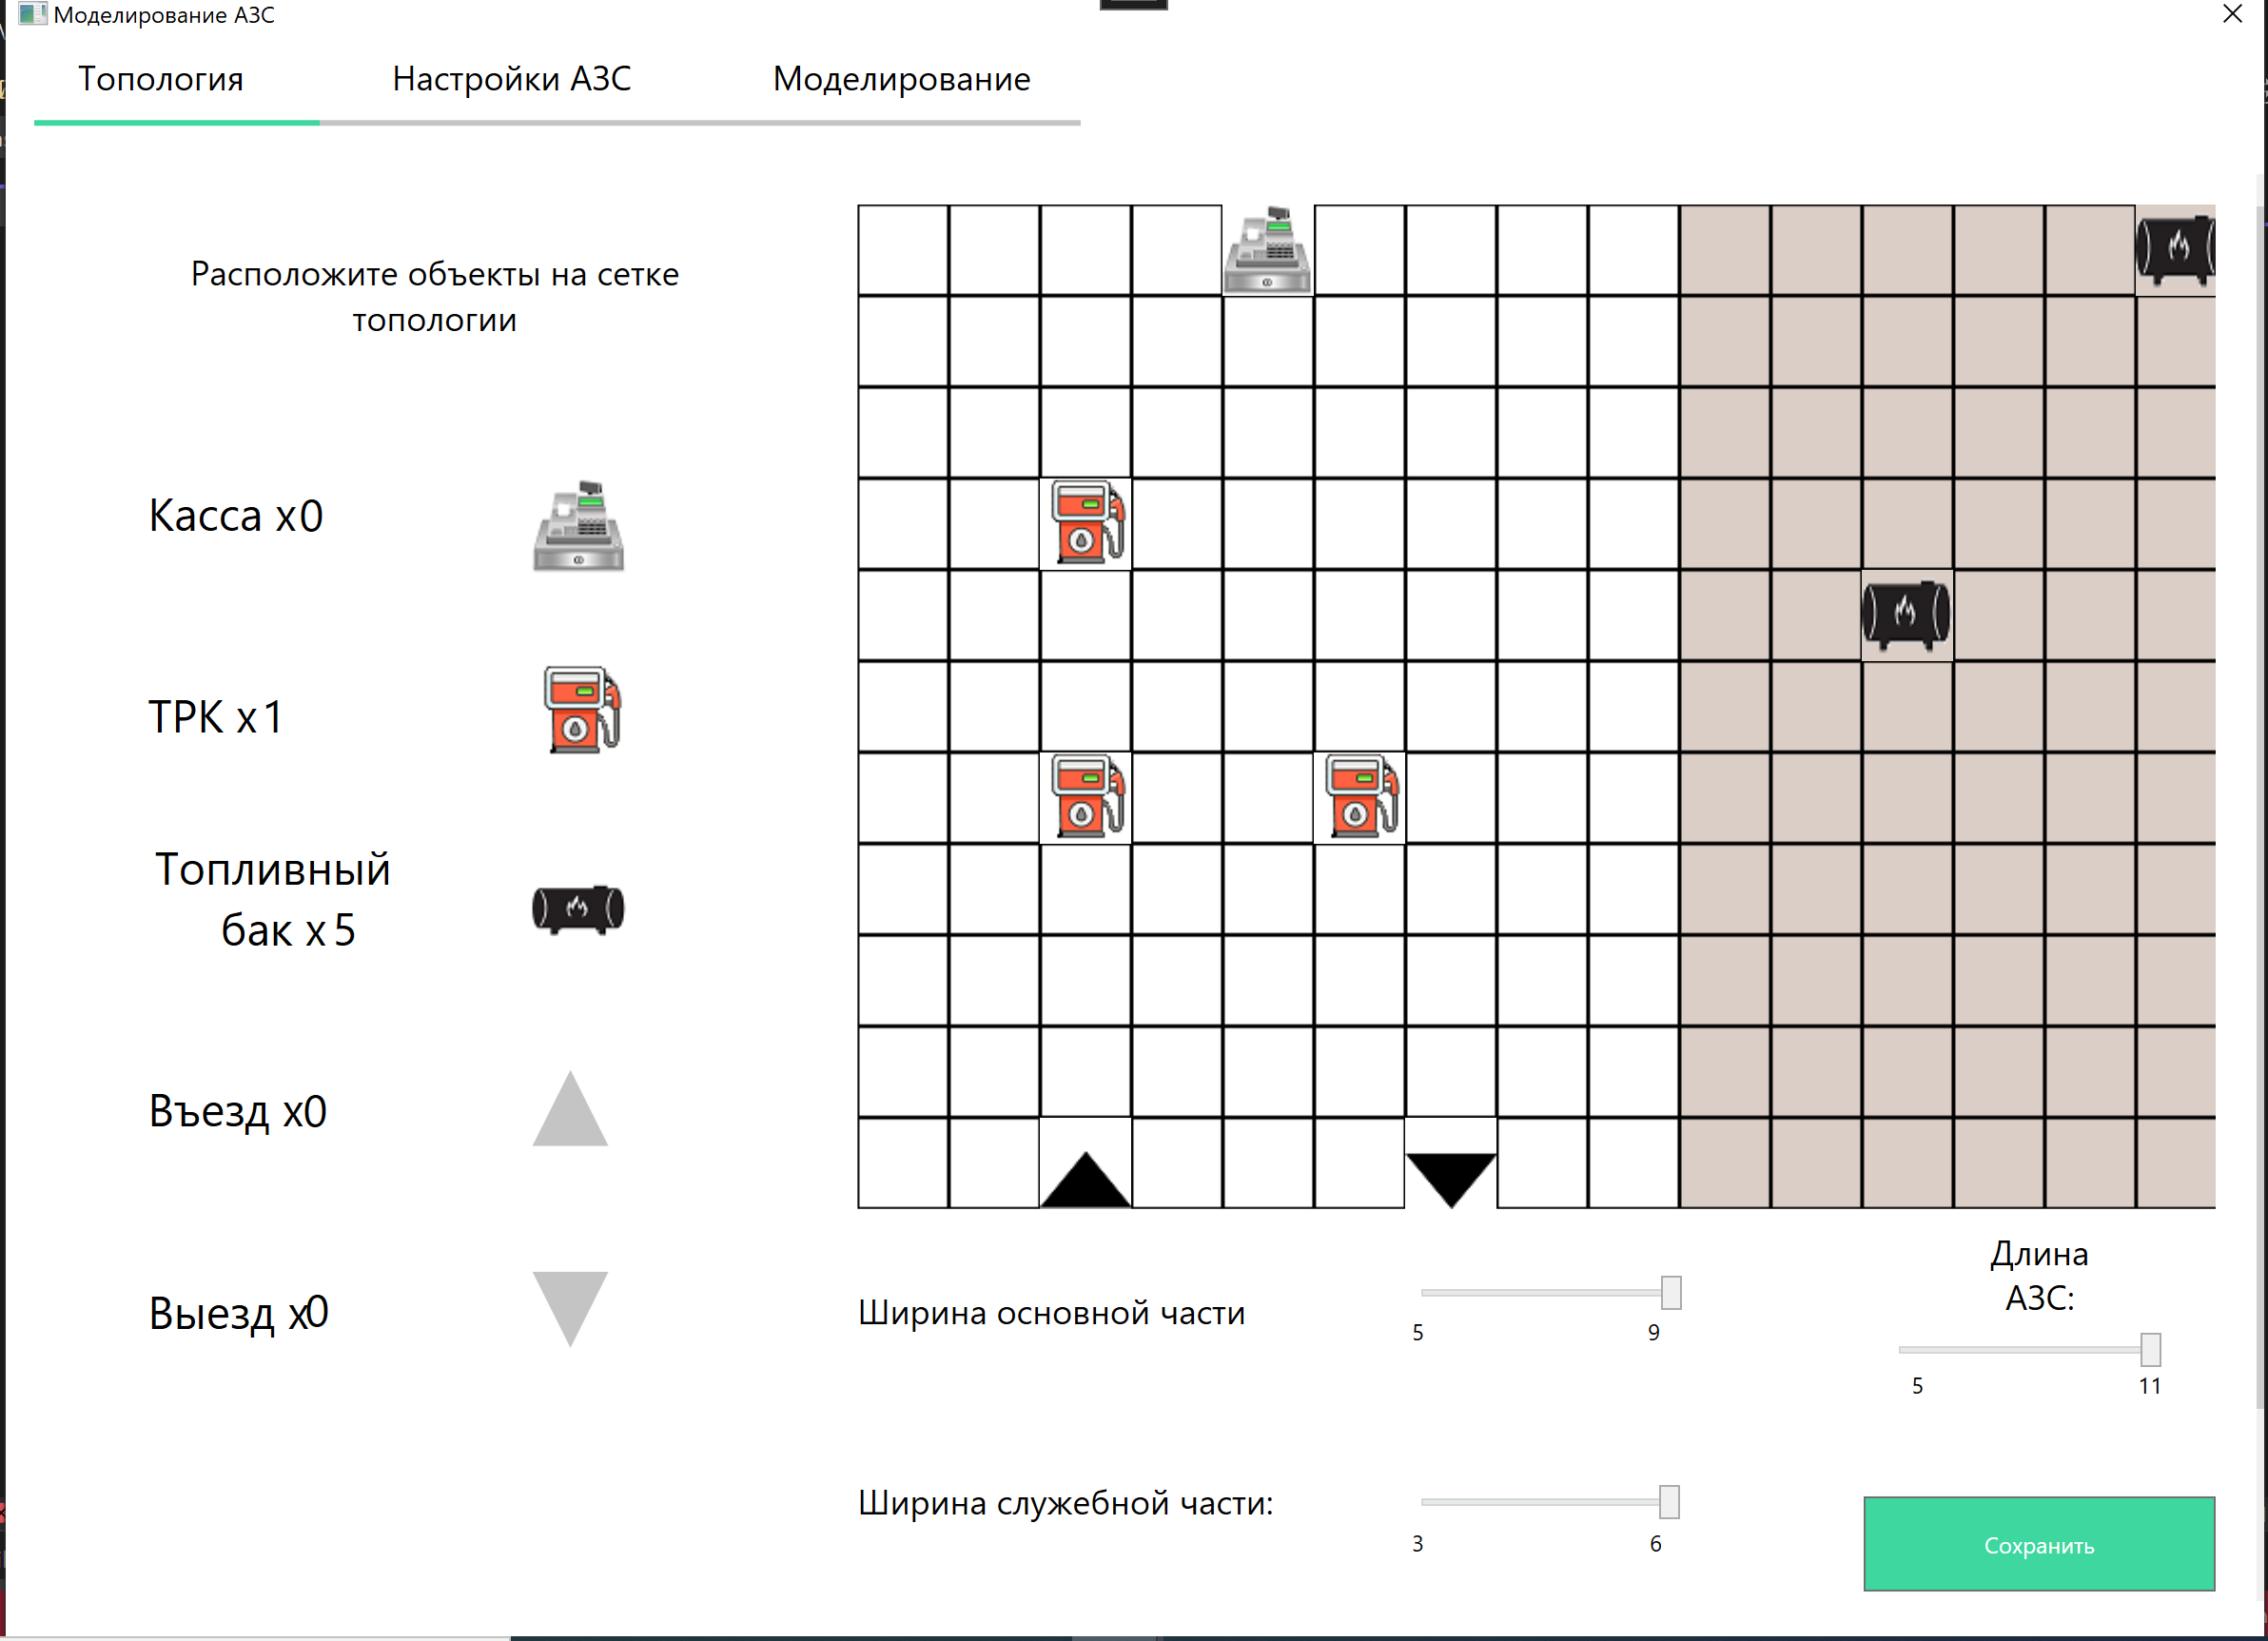 Моделирование АЗС
Топология
Настройки АЗС
Моделирование
Расположите объекты на сетке
топологии
Касса x0
ТРК x1
Топливный
бак x5
Въезд x0
Выезд x0
Ширина основной части
5
9
Длина
АЗС:
5
11
Ширина служебной части:
3
6
Сохранить